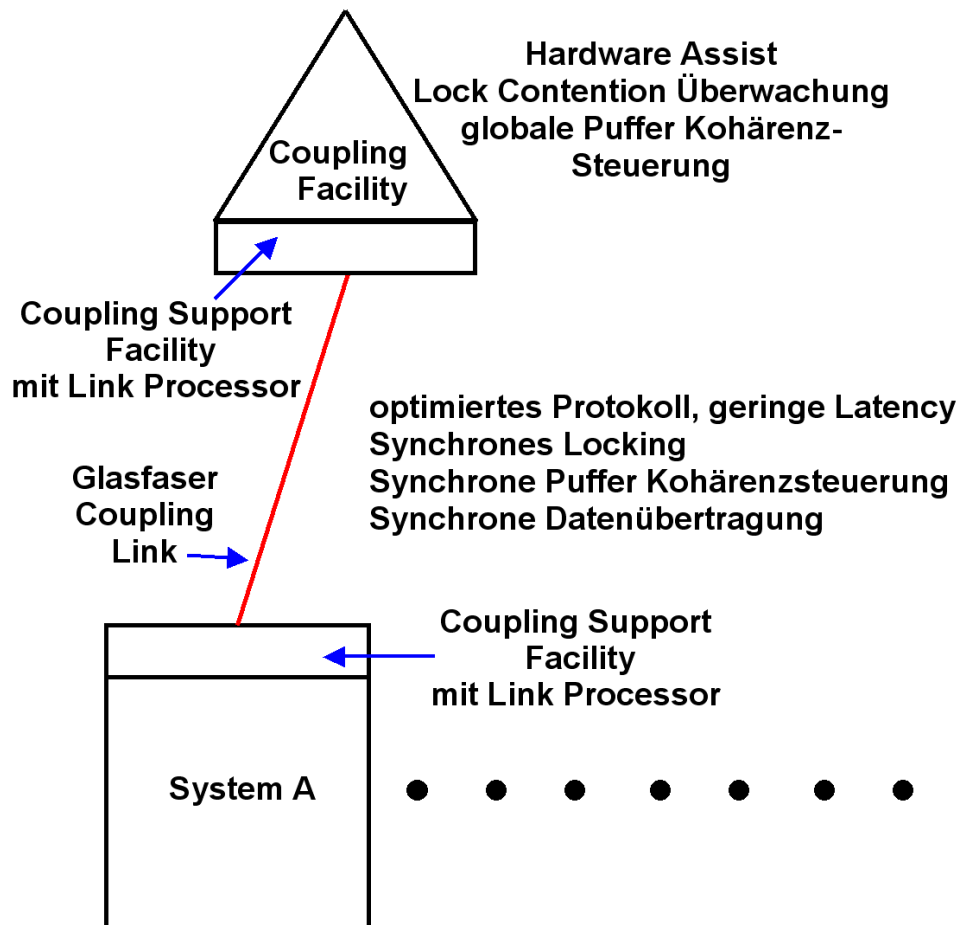 Hardware Assist
Lock Contention Überwachung
globale Puffer Kohärenz-
Steuerung
Coupling
Facility
Coupling Support
Facility
mit Link Processor
optimiertes Protokoll, geringe Latency
Synchrones Locking
Synchrone Puffer Kohärenzsteuerung
Synchrone Datenübertragung
Glasfaser
Coupling
Link
Coupling Support
Facility
mit Link Processor
System A